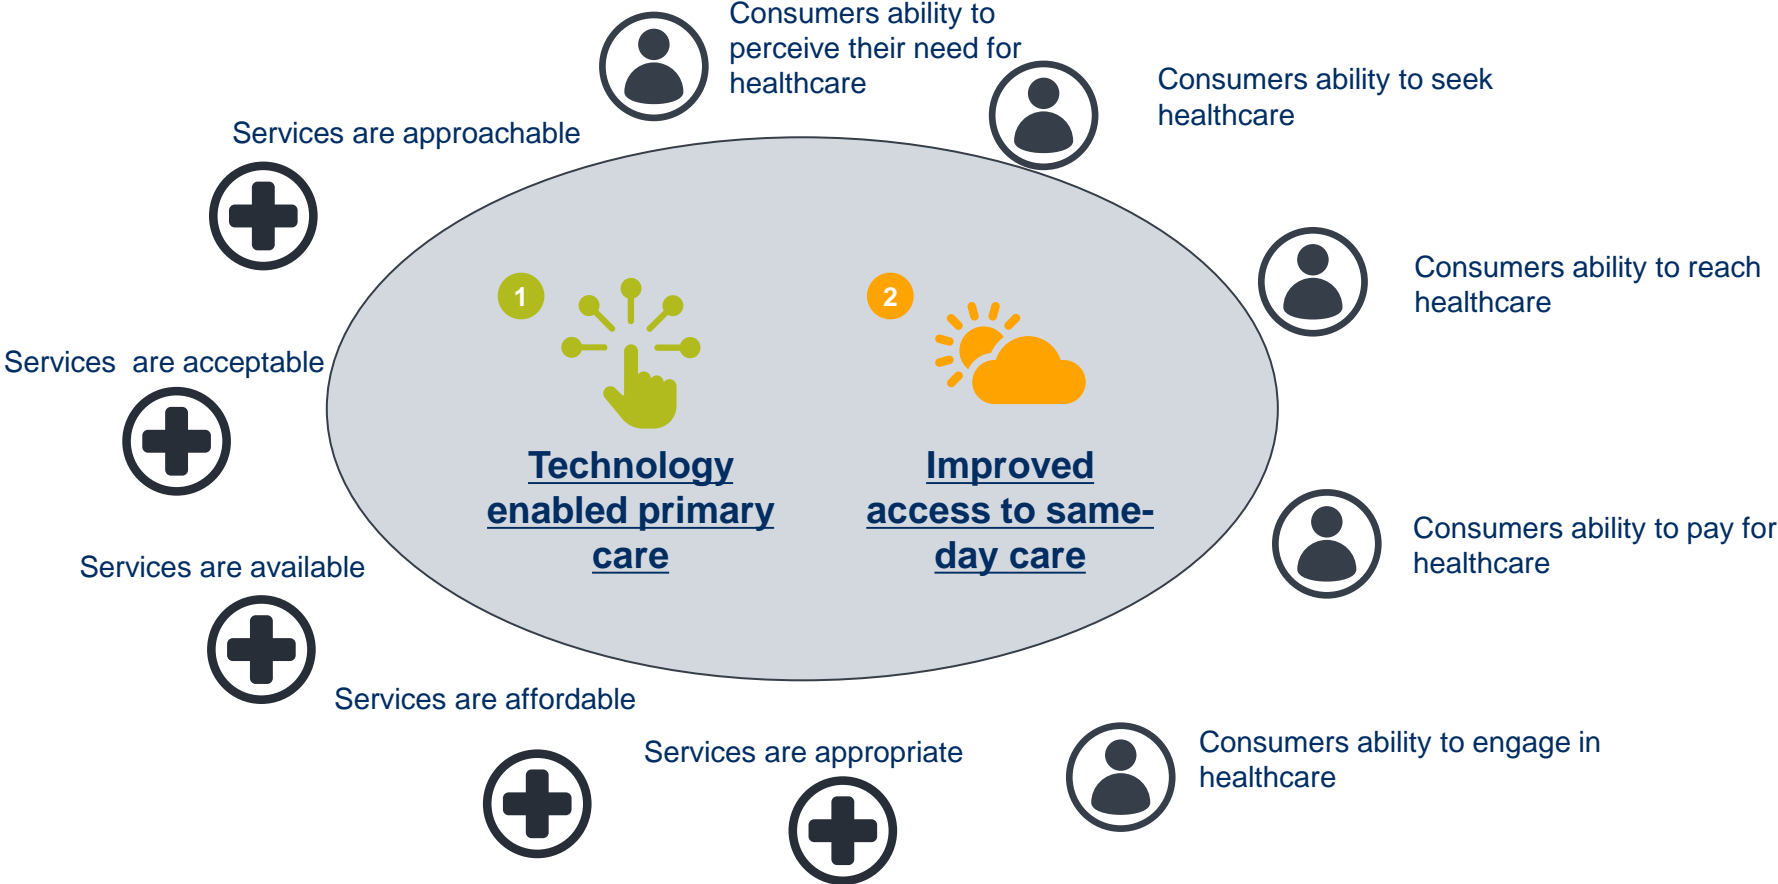 Consumers ability to
perceive their need for
healthcare
Consumers ability to seek
healthcare
Services are approachable
Consumers ability to reach
healthcare
1
2
Services  are acceptable
Technology
enabled primary
care
Improved
access to same-
day care
Consumers ability to pay for
healthcare
Services are available
Services are affordable
Services are appropriate
Consumers ability to engage in
healthcare